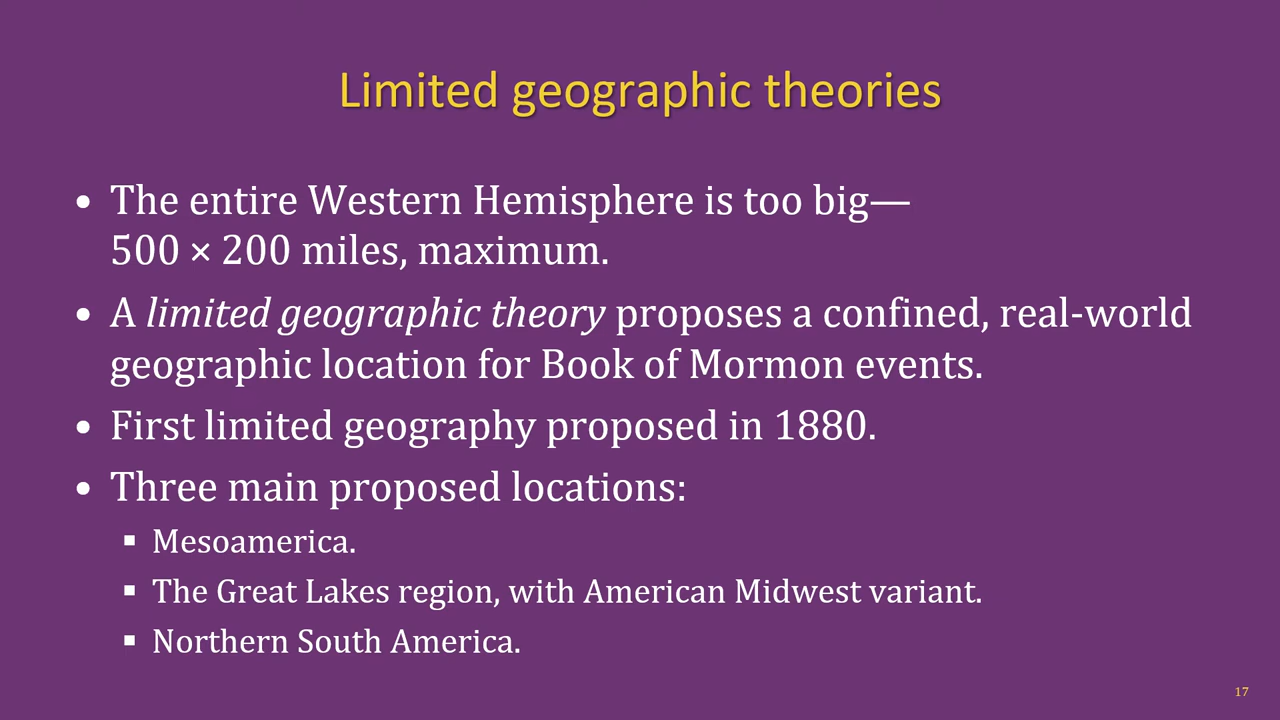 Limited geographic theories
• The entire Western Hemisphere is too big—
500 × 200 miles, maximum.
• A limited geographic theory proposes a confined, real-world
geographic location for Book of Mormon events.
• First limited geography proposed in 1880.
• Three main proposed locations:
▪ Mesoamerica.
▪ The Great Lakes region, with American Midwest variant.
▪ Northern South America.
17